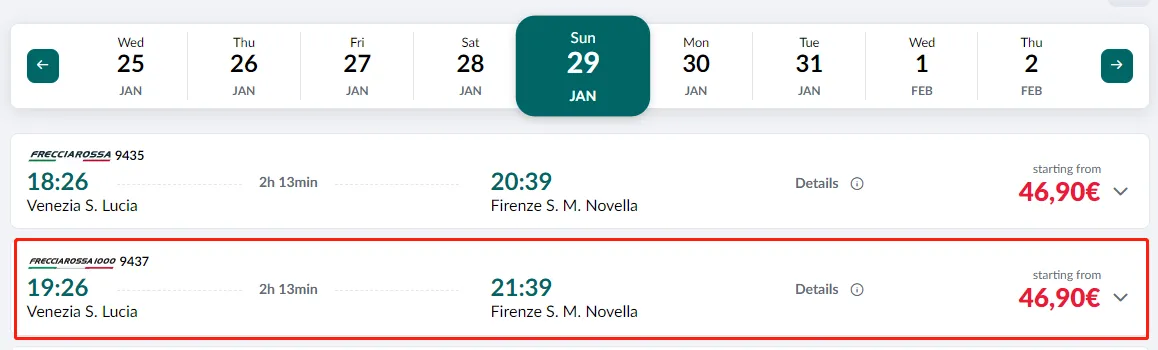 Wed Thu Fri Sat Sun Mon Tue Wed Thu
← 25 26 27 28 29 30 31 1 2 →
JAN JAN JAN JAN JAN JAN JAN FEB FEB
FRECCIAROSSA 9435
starting from
18:26 2h 13min 20:39 Details 46,90€
Venezia S. Lucia Firenze S. M. Novella
FRECCIAROSSA 1000 9437
starting from
19:26 2h 13min 21:39 Details 46,90€
Venezia S. Lucia Firenze S. M. Novella